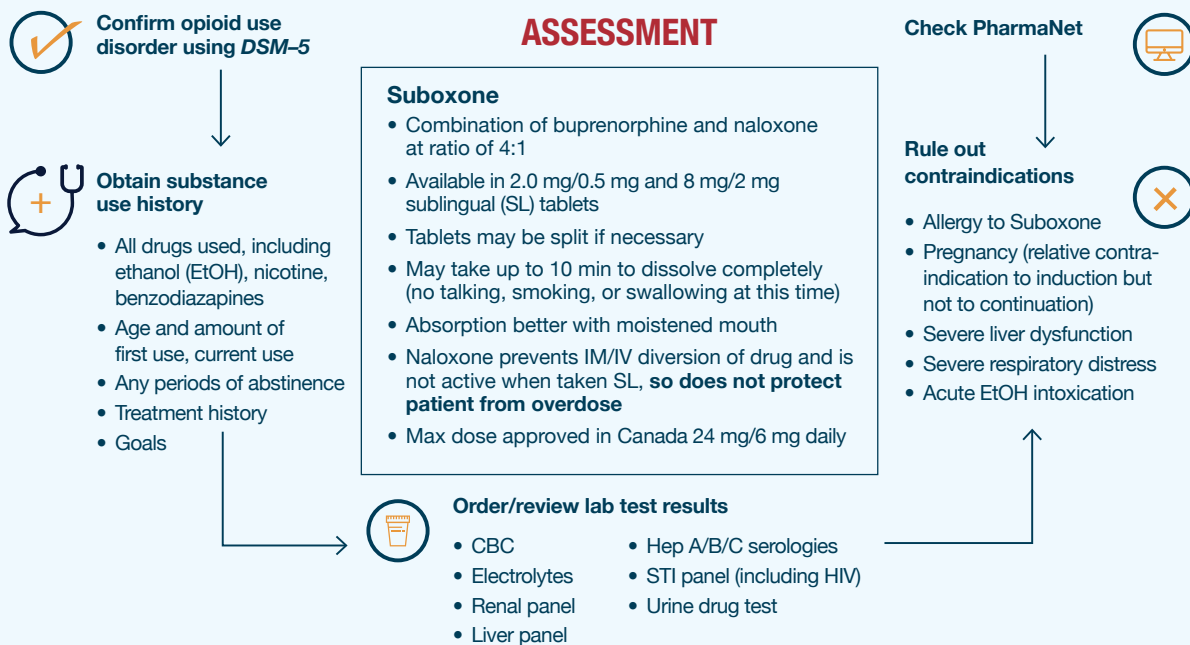 ASSESSMENT
Confirm opioid use
disorder using DSM–5
Obtain substance
use history
• All drugs used, including
ethanol (EtOH), nicotine,
benzodiazapines
• Age and amount of
first use, current use
• Any periods of abstinence
• Treatment history
• Goals
Suboxone
• Combination of buprenorphine and naloxone
at ratio of 4:1
• Available in 2.0 mg/0.5 mg and 8 mg/2 mg
sublingual (SL) tablets
• Tablets may be split if necessary
• May take up to 10 min to dissolve completely
(no talking, smoking, or swallowing at this time)
• Absorption better with moistened mouth
• Naloxone prevents IM/IV diversion of drug and is
not active when taken SL, so does not protect
patient from overdose
• Max dose approved in Canada 24 mg/6 mg daily
Order/review lab test results
• CBC
• Electrolytes
• Renal panel
• Liver panel
• Hep A/B/C serologies
• STI panel (including HIV)
• Urine drug test
Check PharmaNet
Rule out
contraindications
• Allergy to Suboxone
• Pregnancy (relative contra-
indication to induction but
not to continuation)
• Severe liver dysfunction
• Severe respiratory distress
• Acute EtOH intoxication